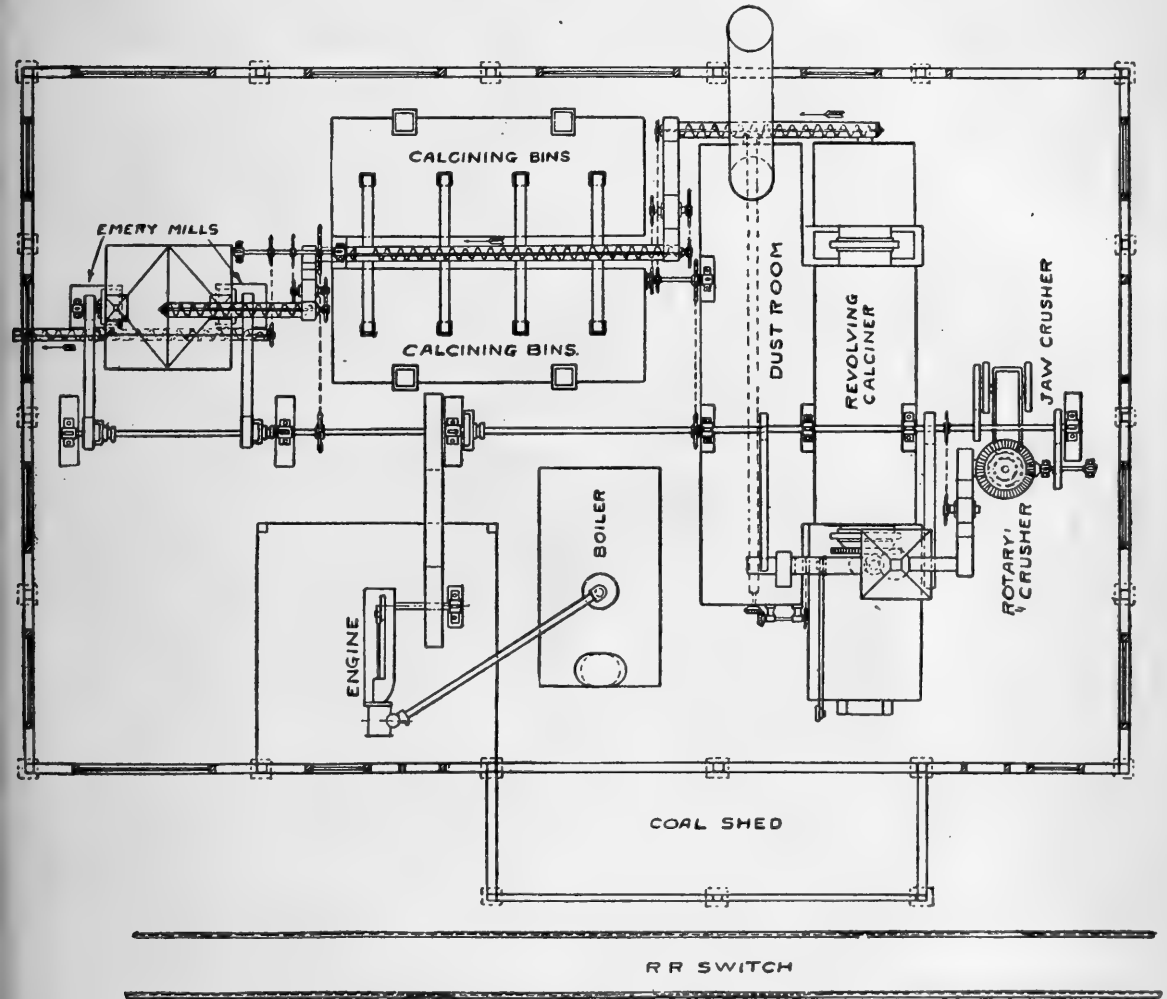 CALCINING BINS
EMERY MILLS
CALCINING BINS.
DUST ROOM
REVOLVING
CALCINER
JAW CRUSHER
ROTARY
CRUSHER
BOILER
ENGINE
COAL SHED
R R SWITCH